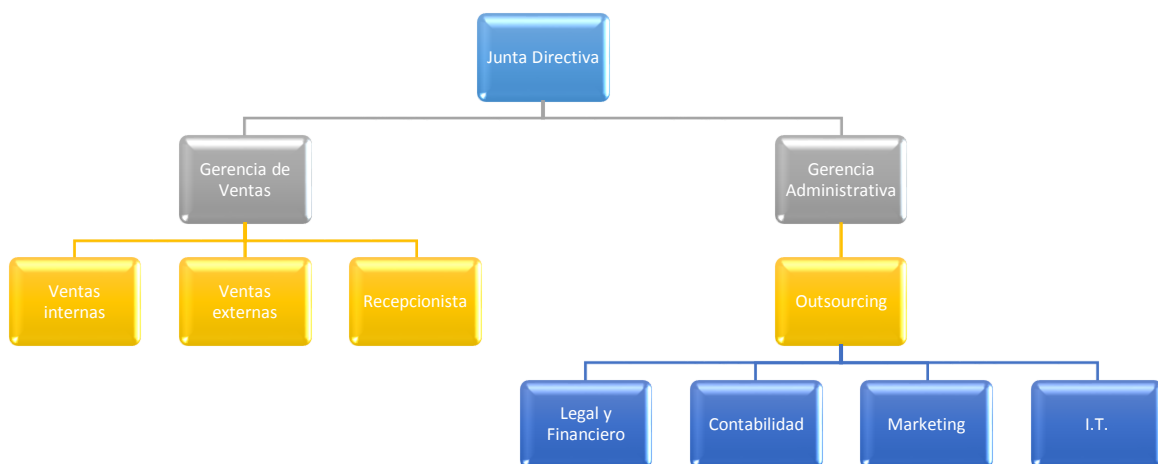 Junta Directiva
Gerencia de
Ventas
Gerencia
Administrativa
Ventas
internas
Ventas
externas
Recepcionista
Outsourcing
Legal y
Financiero
Contabilidad
Marketing
I.T.